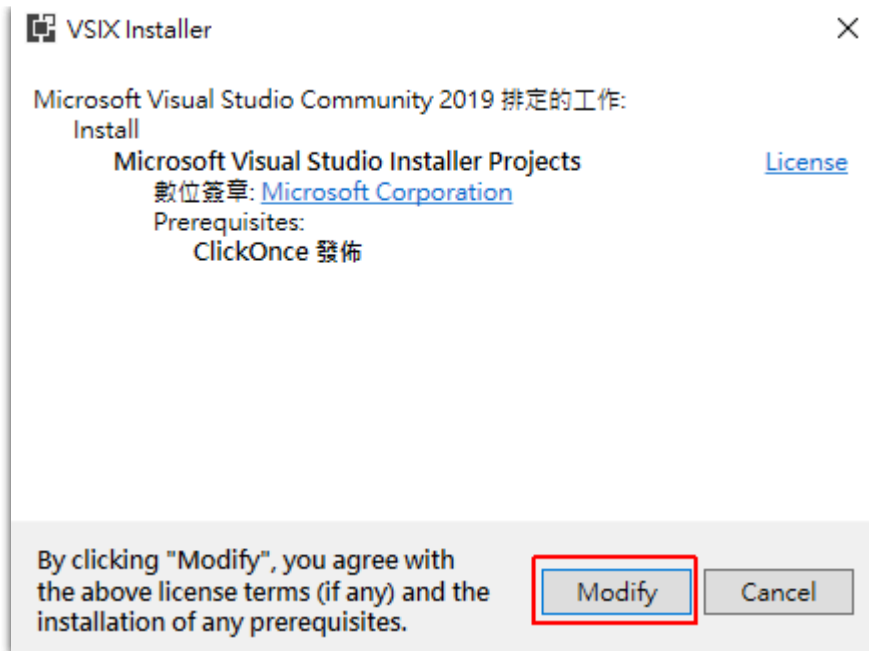 VSIX Installer
Microsoft Visual Studio Community 2019 排定的工作:
Install
Microsoft Visual Studio Installer Projects License
數位簽章: Microsoft Corporation
Prerequisites:
ClickOnce 發佈
By clicking "Modify", you agree with
the above license terms (if any) and the
installation of any prerequisites.
Modify Cancel